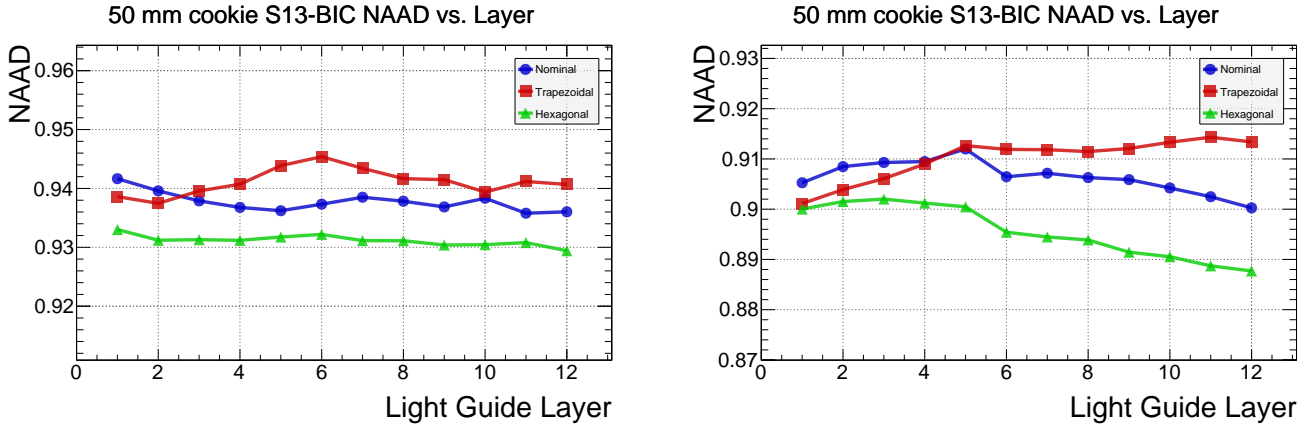 50 mm cookie S13-BIC NAAD vs. Layer
NAAD
0.96
0.95
0.94
0.93
0.92
Nominal
Trapezoidal
Hexagonal
0 2 4 6 8 10 12
Light Guide Layer
50 mm cookie S13-BIC NAAD vs. Layer
NAAD
0.93
0.92
0.91
0.9
0.89
0.88
0.87
Nominal
Trapezoidal
Hexagonal
0 2 4 6 8 10 12
Light Guide Layer